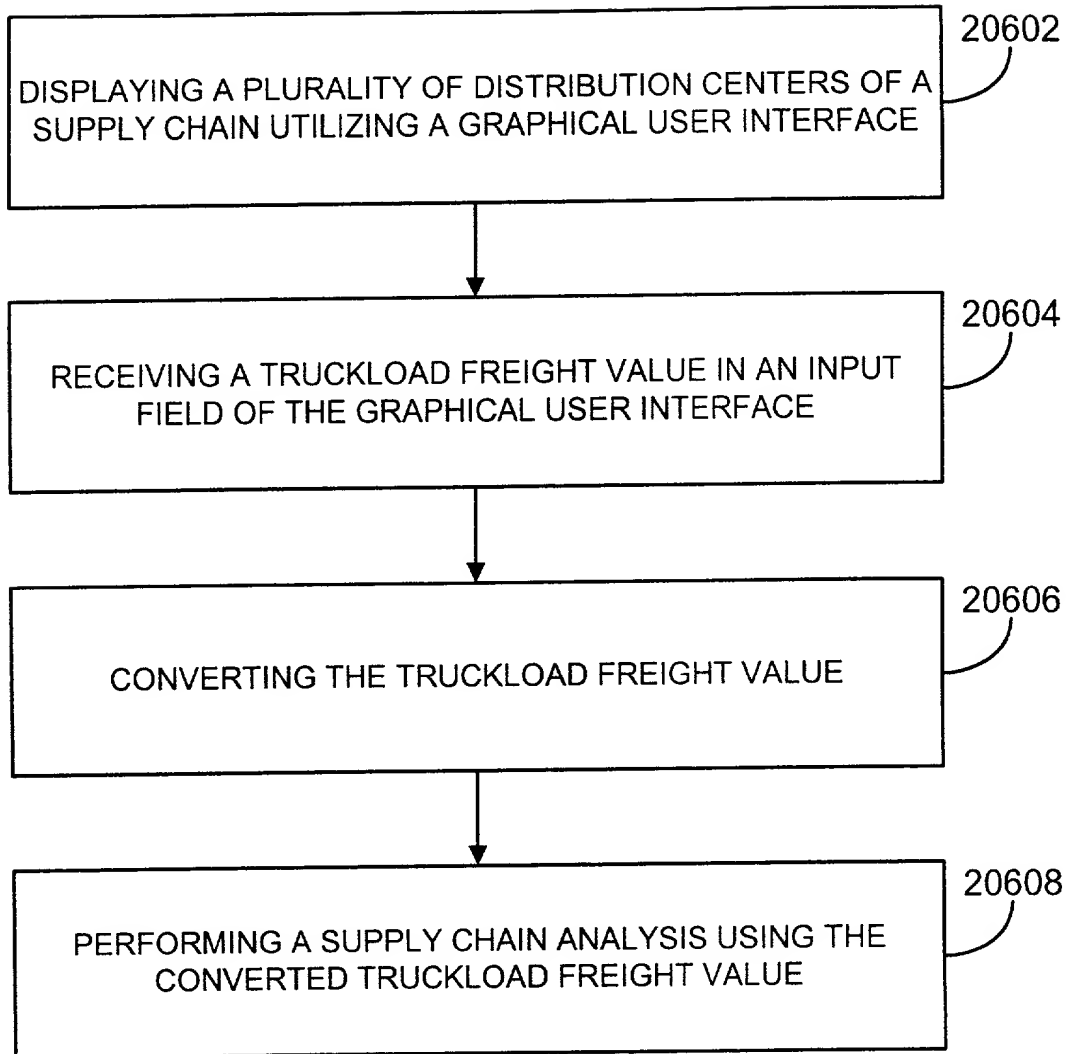 20602
DISPLAYING A PLURALITY OF DISTRIBUTION CENTERS OF A
SUPPLY CHAIN UTILIZING A GRAPHICAL USER INTERFACE
20604
RECEIVING A TRUCKLOAD FREIGHT VALUE IN AN INPUT
FIELD OF THE GRAPHICAL USER INTERFACE
20606
CONVERTING THE TRUCKLOAD FREIGHT VALUE
20608
PERFORMING A SUPPLY CHAIN ANALYSIS USING THE
CONVERTED TRUCKLOAD FREIGHT VALUE